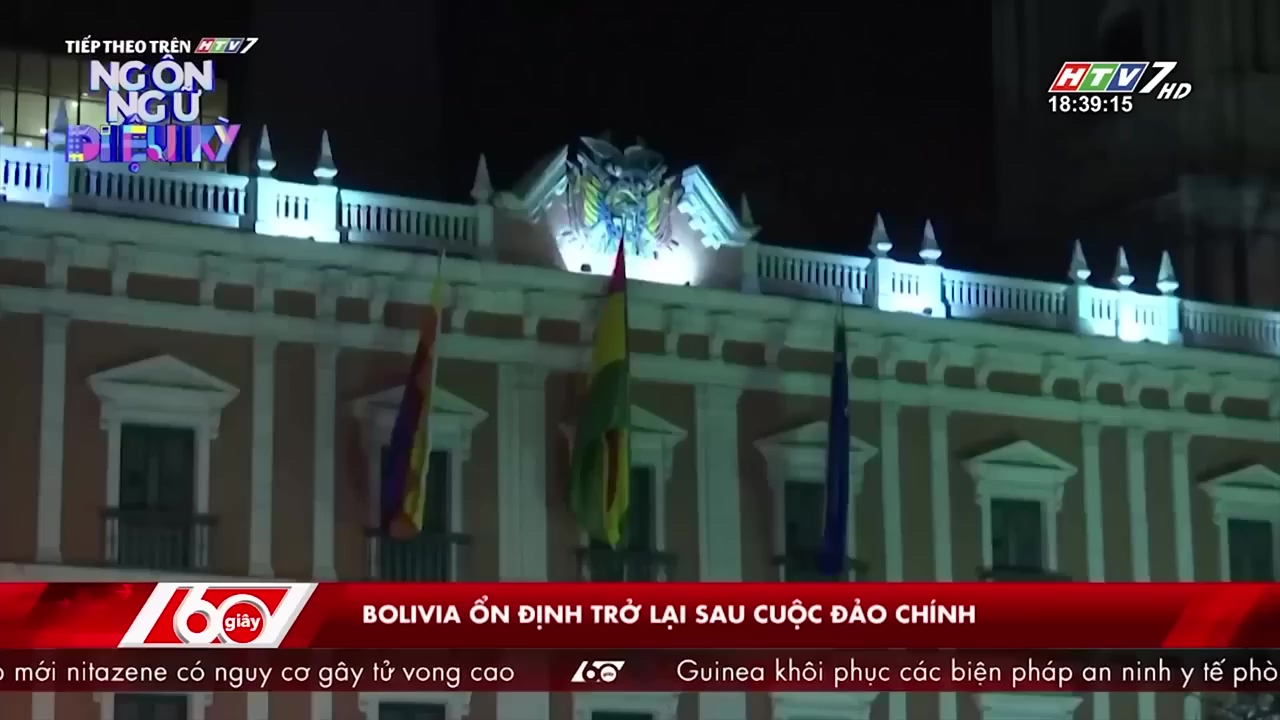 TIẾP THEO TRÊN HTV7
NGÔN
NGỮ
DIỆU KỲ
HTV7 HD
18:39:15
60 giây
BOLIVIA ỔN ĐỊNH TRỞ LẠI SAU CUỘC ĐẢO CHÍNH
mới nitazene có nguy cơ gây tử vong cao 60 Guinea khôi phục các biện pháp an ninh y tế